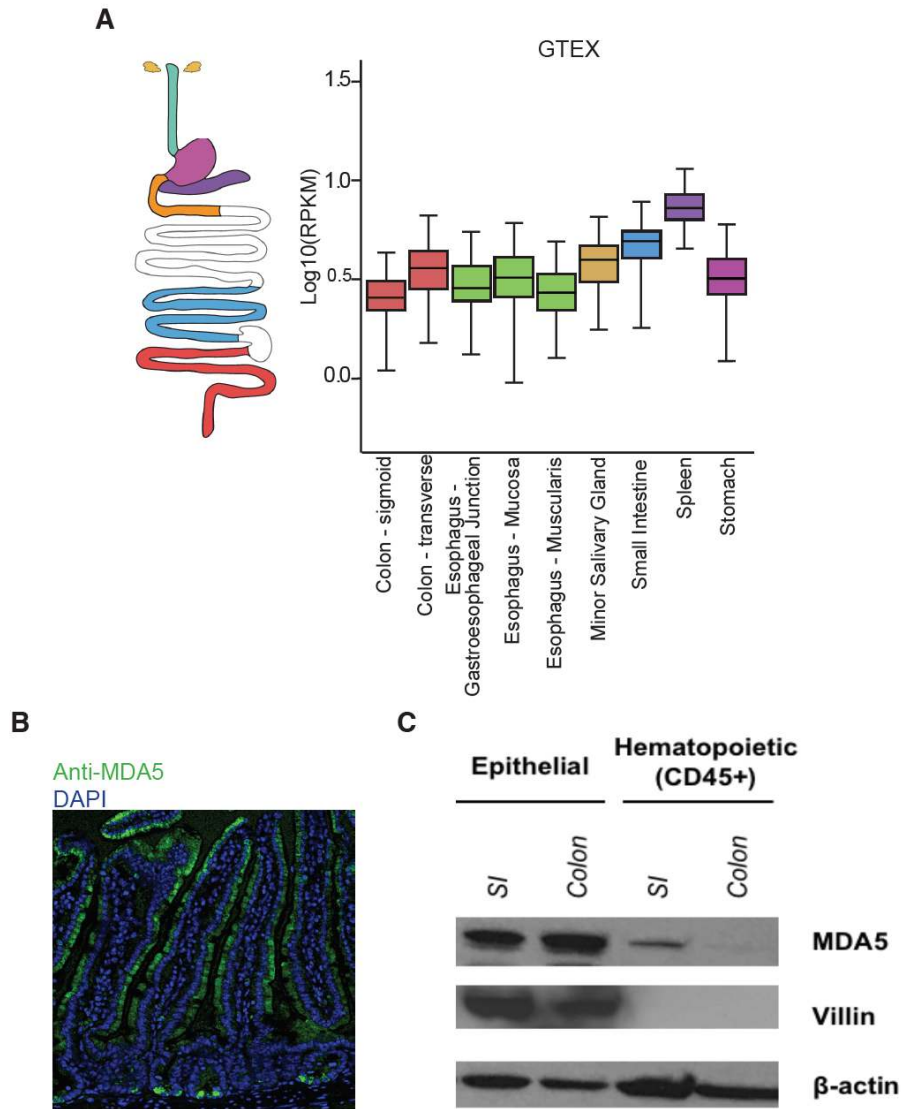 A
GTEX
Log10(RPKM)
1.5
1.0
0.5
0.0
Colon - sigmoid
Colon - transverse
Esophagus -
Gastroesophageal Junction
Esophagus - Mucosa
Esophagus - Muscularis
Minor Salivary Gland
Small Intestine
Spleen
Stomach
B
Anti-MDA5
DAPI
C
Epithelial
Hematopoietic
(CD45+)
SI
Colon
SI
Colon
MDA5
Villin
β-actin